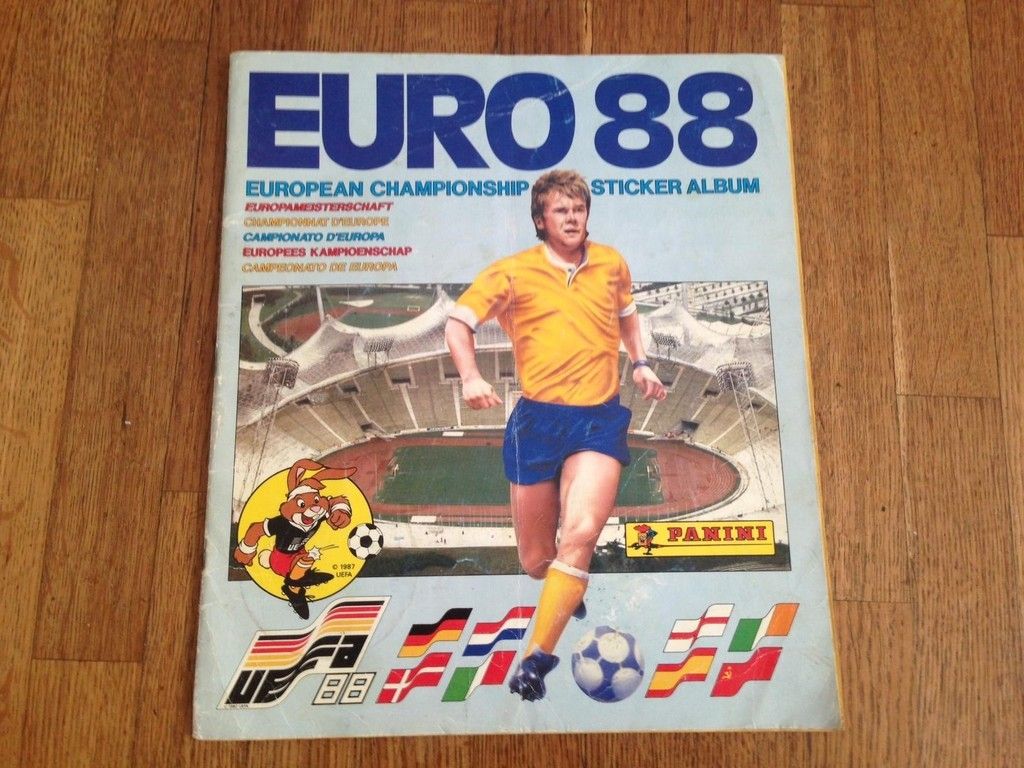 EURO 88
EUROPEAN CHAMPIONSHIP STICKER ALBUM
EUROPAMEISTERSCHAFT
CHAMPIONNAT D'EUROPE
CAMPIONATO D'EUROPA
EUROPEES KAMPIOENSCHAP
CAMPEONATO DE EUROPA
PANINI
© 1987
UEFA
UEFA
88